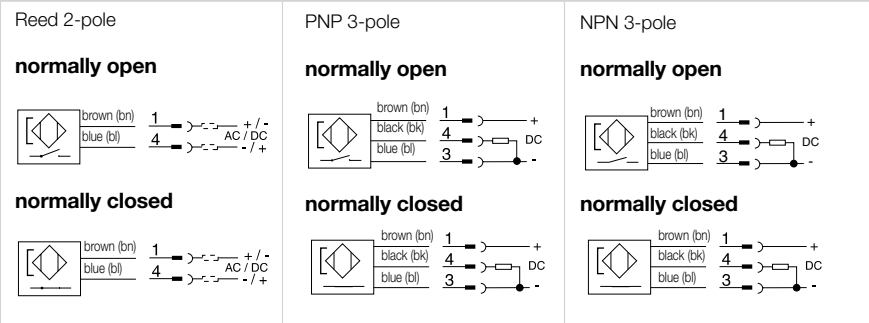 Reed 2-pole
normally open
brown (bn) 1 + / -
blue (bl) 4 AC / DC
- / +
normally closed
brown (bn) 1 + / -
blue (bl) 4 AC / DC
- / +
PNP 3-pole
normally open
brown (bn) 1 +
black (bk) 4 DC
blue (bl) 3 -
normally closed
brown (bn) 1 +
black (bk) 4 DC
blue (bl) 3 -
NPN 3-pole
normally open
brown (bn) 1 +
black (bk) 4 DC
blue (bl) 3 -
normally closed
brown (bn) 1 +
black (bk) 4 DC
blue (bl) 3 -